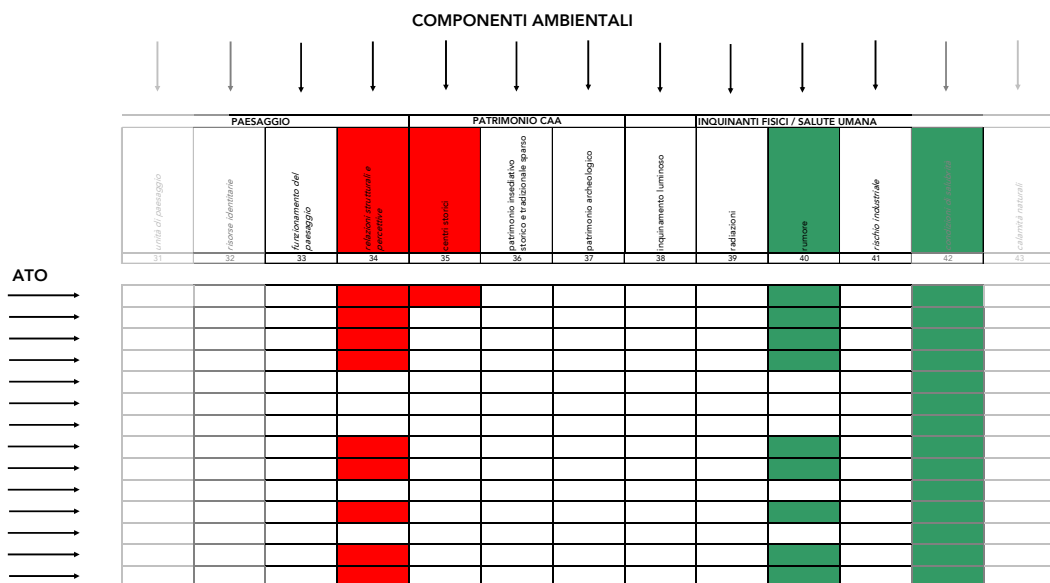 COMPONENTI AMBIENTALI
PAESAGGIO
PATRIMONIO CAA
INQUINANTI FISICI / SALUTE UMANA
unità di paesaggio
risorse identitarie
funzionamento del
paesaggio
relazioni strutturali e
percettive
centri storici
patrimonio insediativo
storico e tradizionale sparso
patrimonio archeologico
inquinamento luminoso
radiazioni
rumore
rischio industriale
calamità naturali
31 32 33 34 35 36 37 38 39 40 41 42 43
ATO